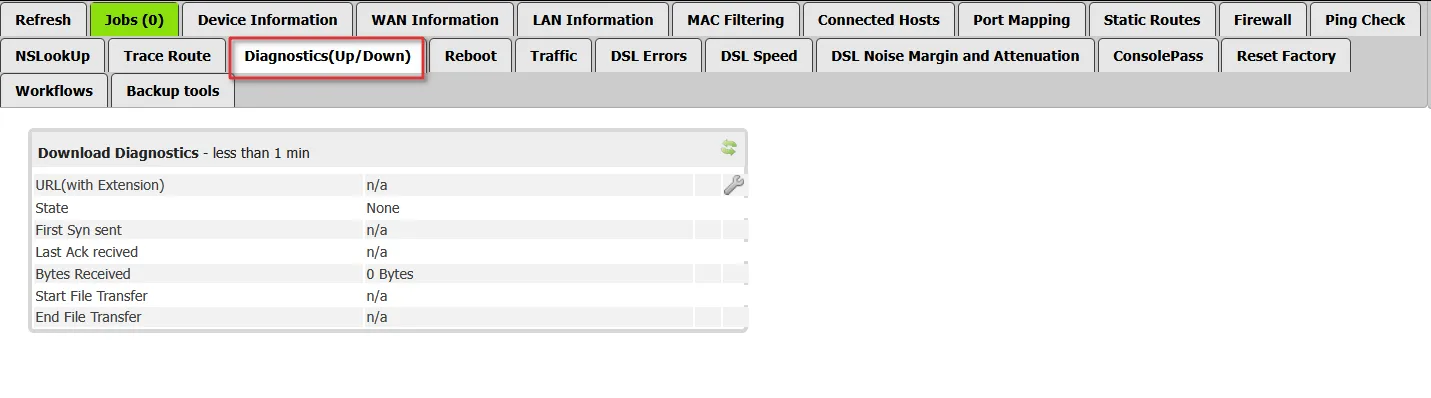 Refresh Jobs (0) Device Information WAN Information LAN Information MAC Filtering Connected Hosts Port Mapping Static Routes Firewall Ping Check
NSLookUp Trace Route Diagnostics(Up/Down) Reboot Traffic DSL Errors DSL Speed DSL Noise Margin and Attenuation ConsolePass Reset Factory
Workflows Backup tools
Download Diagnostics - less than 1 min
URL(with Extension) n/a
State None
First Syn sent n/a
Last Ack recived n/a
Bytes Received 0 Bytes
Start File Transfer n/a
End File Transfer n/a